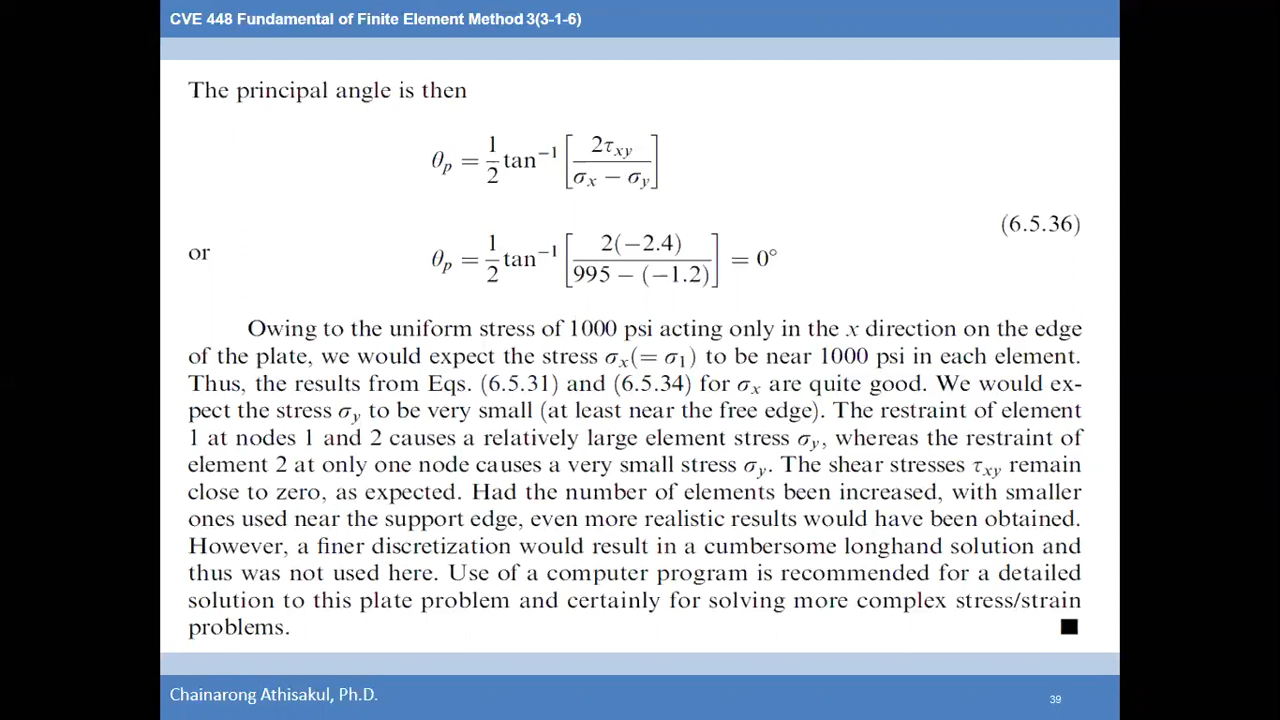 CVE 448 Fundamental of Finite Element Method 3(3-1-6)
The principal angle is then
θp = 1/2 tan⁻¹ [2τxy / (σx − σy)]
(6.5.36)
or θp = 1/2 tan⁻¹ [2(−2.4) / (995 − (−1.2))] = 0°
Owing to the uniform stress of 1000 psi acting only in the x direction on the edge
of the plate, we would expect the stress σx(= σ1) to be near 1000 psi in each element.
Thus, the results from Eqs. (6.5.31) and (6.5.34) for σx are quite good. We would ex-
pect the stress σy to be very small (at least near the free edge). The restraint of element
1 at nodes 1 and 2 causes a relatively large element stress σy, whereas the restraint of
element 2 at only one node causes a very small stress σy. The shear stresses τxy remain
close to zero, as expected. Had the number of elements been increased, with smaller
ones used near the support edge, even more realistic results would have been obtained.
However, a finer discretization would result in a cumbersome longhand solution and
thus was not used here. Use of a computer program is recommended for a detailed
solution to this plate problem and certainly for solving more complex stress/strain
problems. ■
Chainarong Athisakul, Ph.D.
39